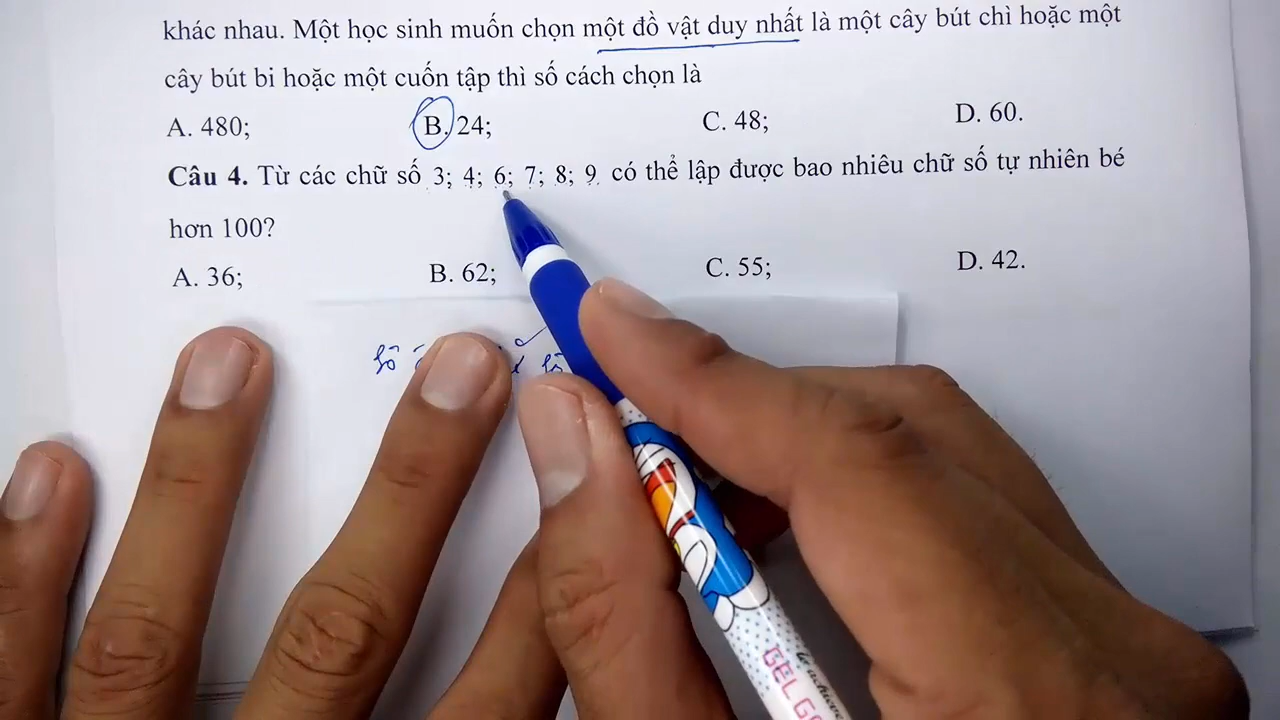 khác nhau. Một học sinh muốn chọn một đồ vật duy nhất là một cây bút chì hoặc một
cây bút bi hoặc một cuốn tập thì số cách chọn là
A. 480; B. 24; C. 48; D. 60.
Câu 4. Từ các chữ số 3; 4; 6; 7; 8; 9 có thể lập được bao nhiêu chữ số tự nhiên bé
hơn 100?
A. 36; B. 62; C. 55; D. 42.
số số
GEL